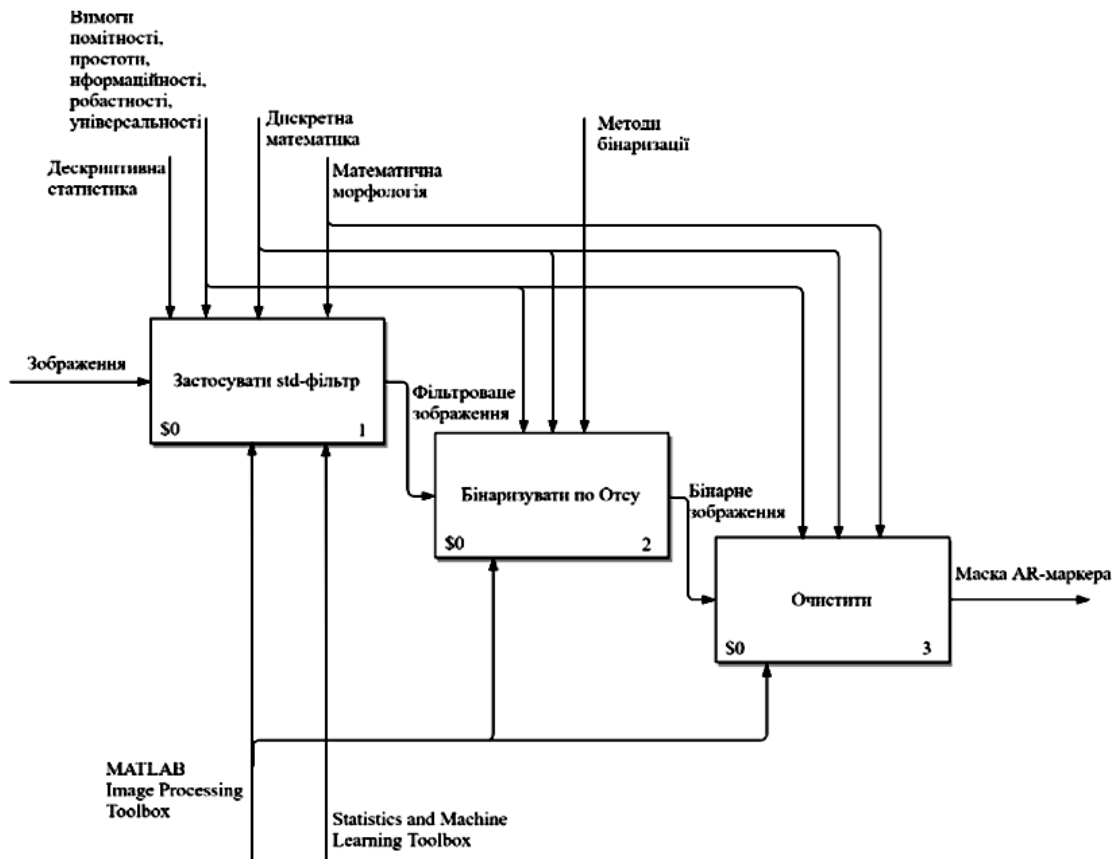 Вимоги
помітності,
простоти,
нформаційності,
робастності,
універсальності
Дескриптивна
статистика
Дискретна
математика
Математична
морфологія
Методи
бінаризації
Зображення
Застосувати std-фільтр
$0
1
Фільтроване
зображення
Бінаризувати по Отсу
$0
2
Бінарне
зображення
Очистити
$0
3
Маска AR-маркера
MATLAB
Image Processing
Toolbox
Statistics and Machine
Learning Toolbox